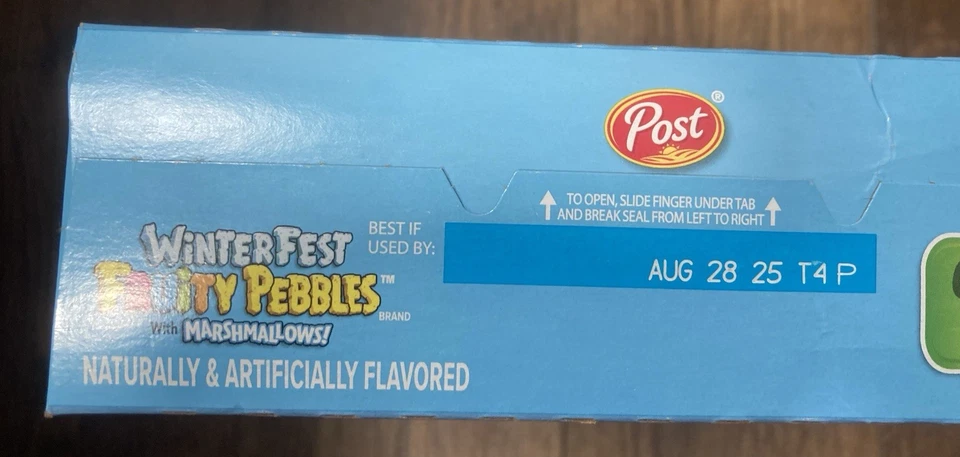 Post®
TO OPEN, SLIDE FINGER UNDER TAB
AND BREAK SEAL FROM LEFT TO RIGHT
WINTERFEST
FRUITY PEBBLES™
BRAND
With MARSHMALLOWS!
NATURALLY & ARTIFICIALLY FLAVORED
BEST IF
USED BY:
AUG 28 25 T4 P